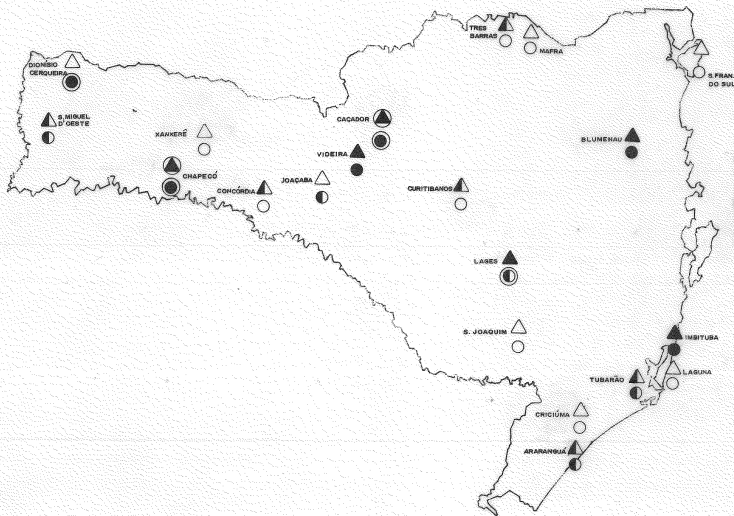 TRES
BARRAS
MAFRA
S. FRAN.
DO SUL
DIONÍSIO
CERQUEIRA
S. MIGUEL
D'OESTE
XANXERÊ
CAÇADOR
VIDEIRA
BLUMENAU
CHAPECÓ
CONCÓRDIA
JOAÇABA
CURITIBANOS
LAGES
S. JOAQUIM
IMBITUBA
LAGUNA
TUBARÃO
CRICIÚMA
ARARANGUÁ